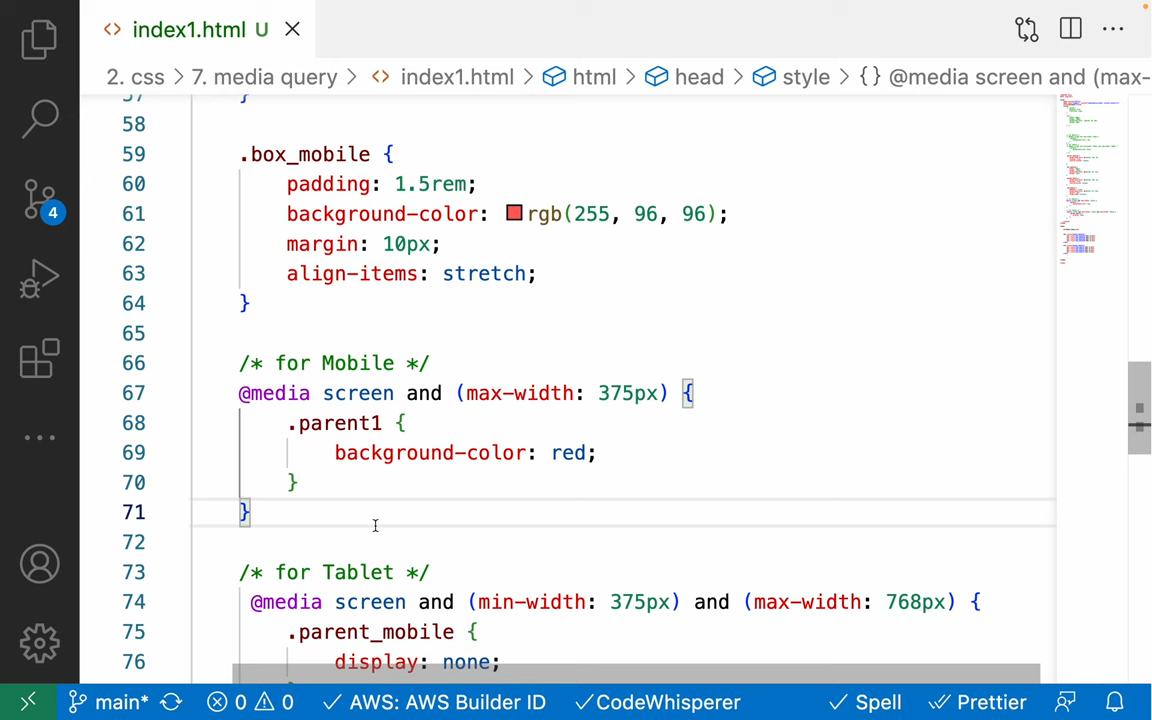 index1.html U
2. css > 7. media query > index1.html > html > head > style > {} @media screen and (max-
57 }
58
59 .box_mobile {
60 padding: 1.5rem;
61 background-color: rgb(255, 96, 96);
62 margin: 10px;
63 align-items: stretch;
64 }
65
66 /* for Mobile */
67 @media screen and (max-width: 375px) {
68 .parent1 {
69 background-color: red;
70 }
71 }
72
73 /* for Tablet */
74 @media screen and (min-width: 375px) and (max-width: 768px) {
75 .parent_mobile {
76 display: none;
4
main* 0 0 AWS: AWS Builder ID CodeWhisperer Spell Prettier